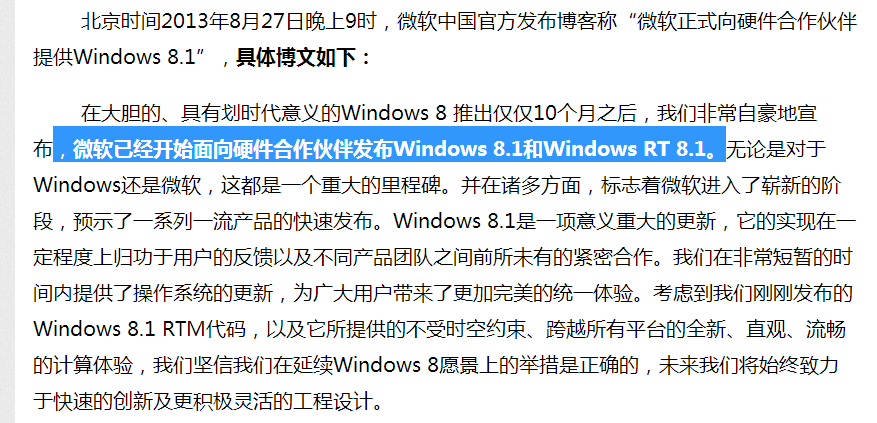 北京时间2013年8月27日晚上9时，微软中国官方发布博客称“微软正式向硬件合作伙伴
提供Windows 8.1”，具体博文如下：
在大胆的、具有划时代意义的Windows 8 推出仅仅10个月之后，我们非常自豪地宣
布，微软已经开始面向硬件合作伙伴发布Windows 8.1和Windows RT 8.1。无论是对于
Windows还是微软，这都是一个重大的里程碑。并在诸多方面，标志着微软进入了崭新的阶
段，预示了一系列一流产品的快速发布。Windows 8.1是一项意义重大的更新，它的实现在一
定程度上归功于用户的反馈以及不同产品团队之间前所未有的紧密合作。我们在非常短暂的时
间内提供了操作系统的更新，为广大用户带来了更加完美的统一体验。考虑到我们刚刚发布的
Windows 8.1 RTM代码，以及它所提供的不受时空约束、跨越所有平台的全新、直观、流畅
的计算体验，我们坚信我们在延续Windows 8愿景上的举措是正确的，未来我们将始终致力
于快速的创新及更积极灵活的工程设计。